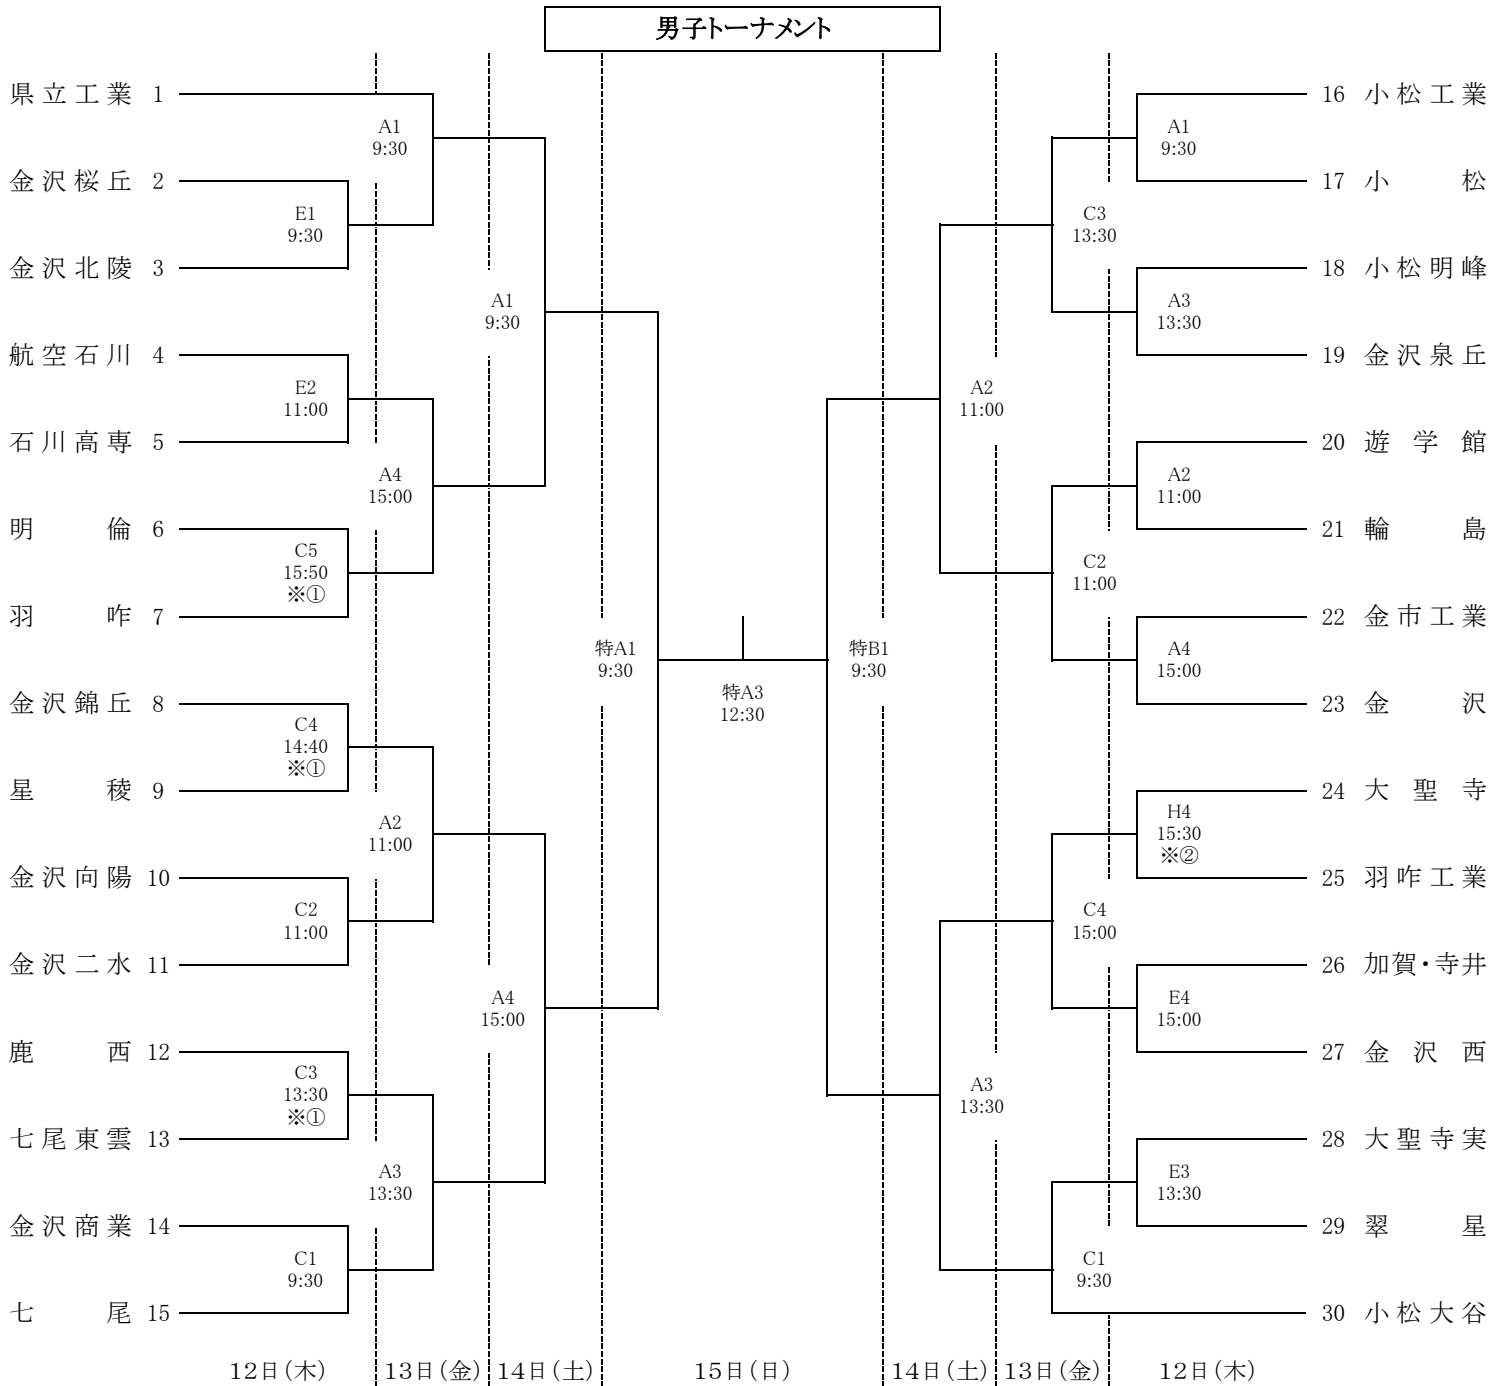 男子トーナメント
県立工業 1
A1
9:30
金沢桜丘 2
E1
9:30
金沢北陵 3
A1
9:30
航空石川 4
E2
11:00
石川高専 5
A4
15:00
明倫 6
C5
15:50
※①
羽咋 7
特A1
9:30
金沢錦丘 8
C4
14:40
※①
星稜 9
A2
11:00
金沢向陽 10
C2
11:00
金沢二水 11
A4
15:00
鹿西 12
C3
13:30
※①
七尾東雲 13
A3
13:30
金沢商業 14
C1
9:30
七尾 15
特A3
12:30
16 小松工業
A1
9:30
17 小松
C3
13:30
18 小松明峰
A3
13:30
19 金沢泉丘
A2
11:00
20 遊学館
A2
11:00
21 輪島
C2
11:00
22 金市工業
A4
15:00
23 金沢
特B1
9:30
24 大聖寺
H4
15:30
※②
25 羽咋工業
C4
15:00
26 加賀・寺井
E4
15:00
27 金沢西
A3
13:30
28 大聖寺実
E3
13:30
29 翠星
C1
9:30
30 小松大谷
12日(木) 13日(金) 14日(土) 15日(日) 14日(土) 13日(金) 12日(木)